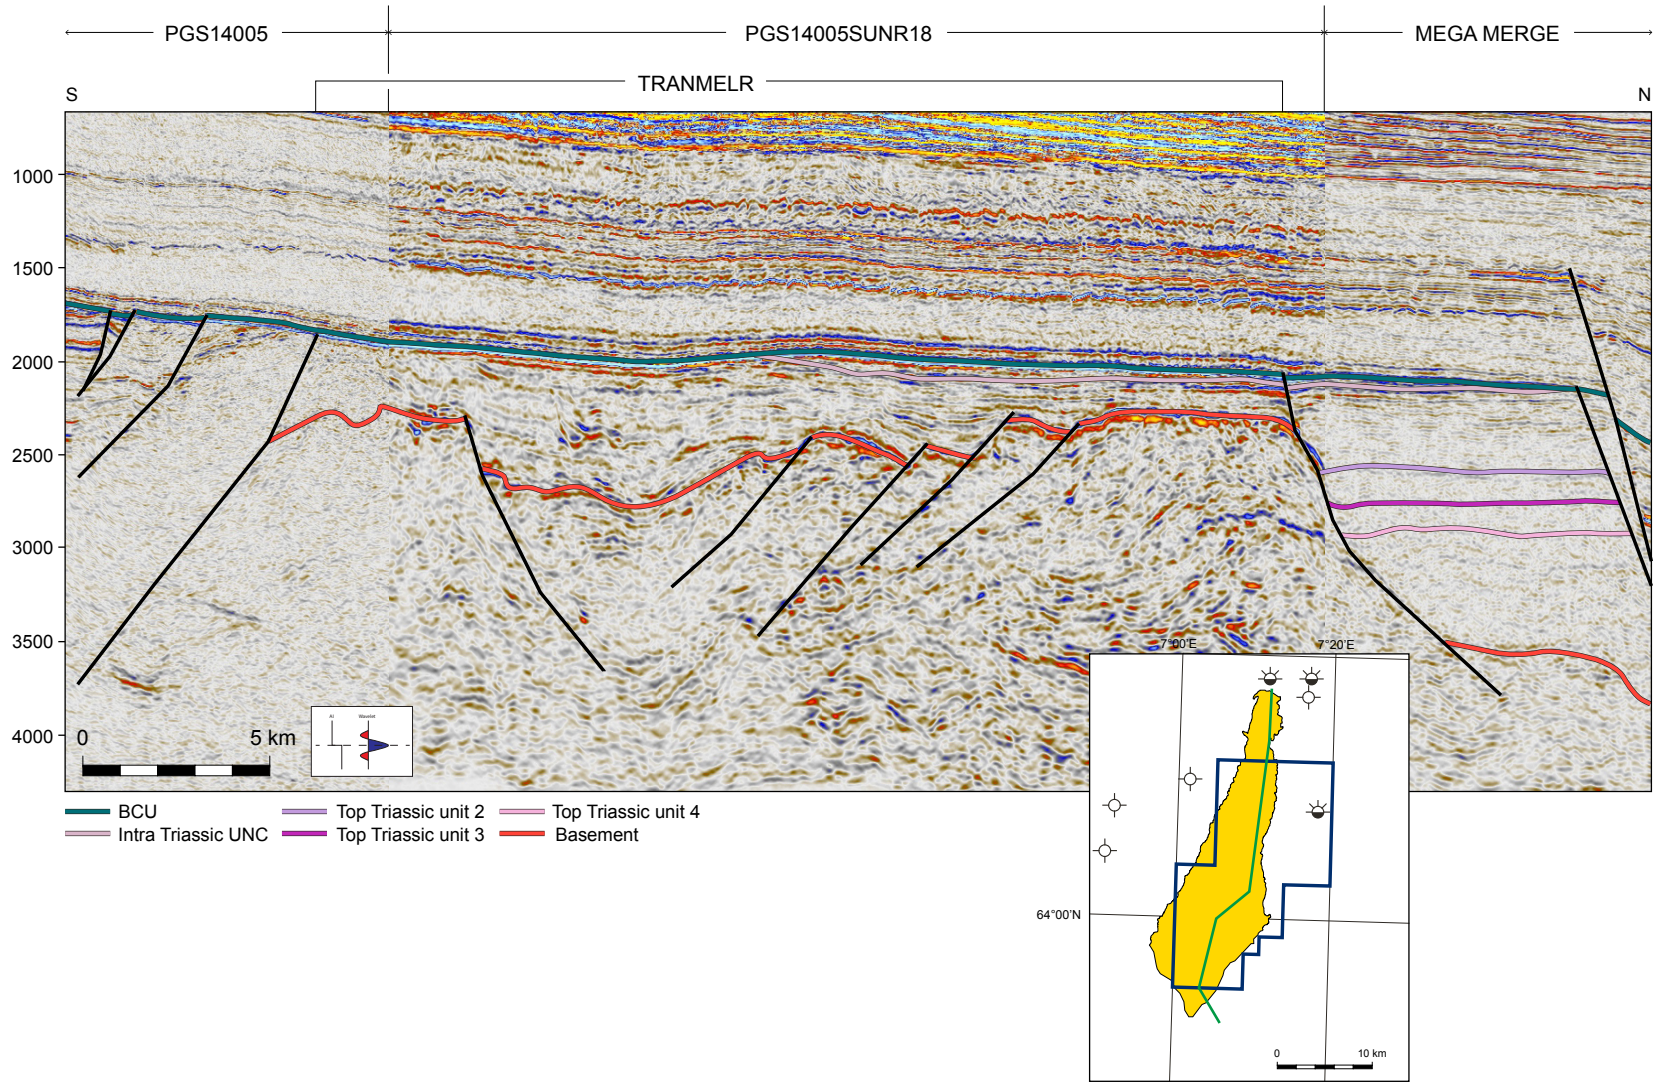 PGS14005
PGS14005SUNR18
MEGA MERGE
TRANMELR
S
N
1000
1500
2000
2500
3000
3500
4000
0 5 km
AI
Wavelet
7°00'E
7°20'E
64°00'N
0 10 km
BCU
Top Triassic unit 2
Top Triassic unit 4
Intra Triassic UNC
Top Triassic unit 3
Basement